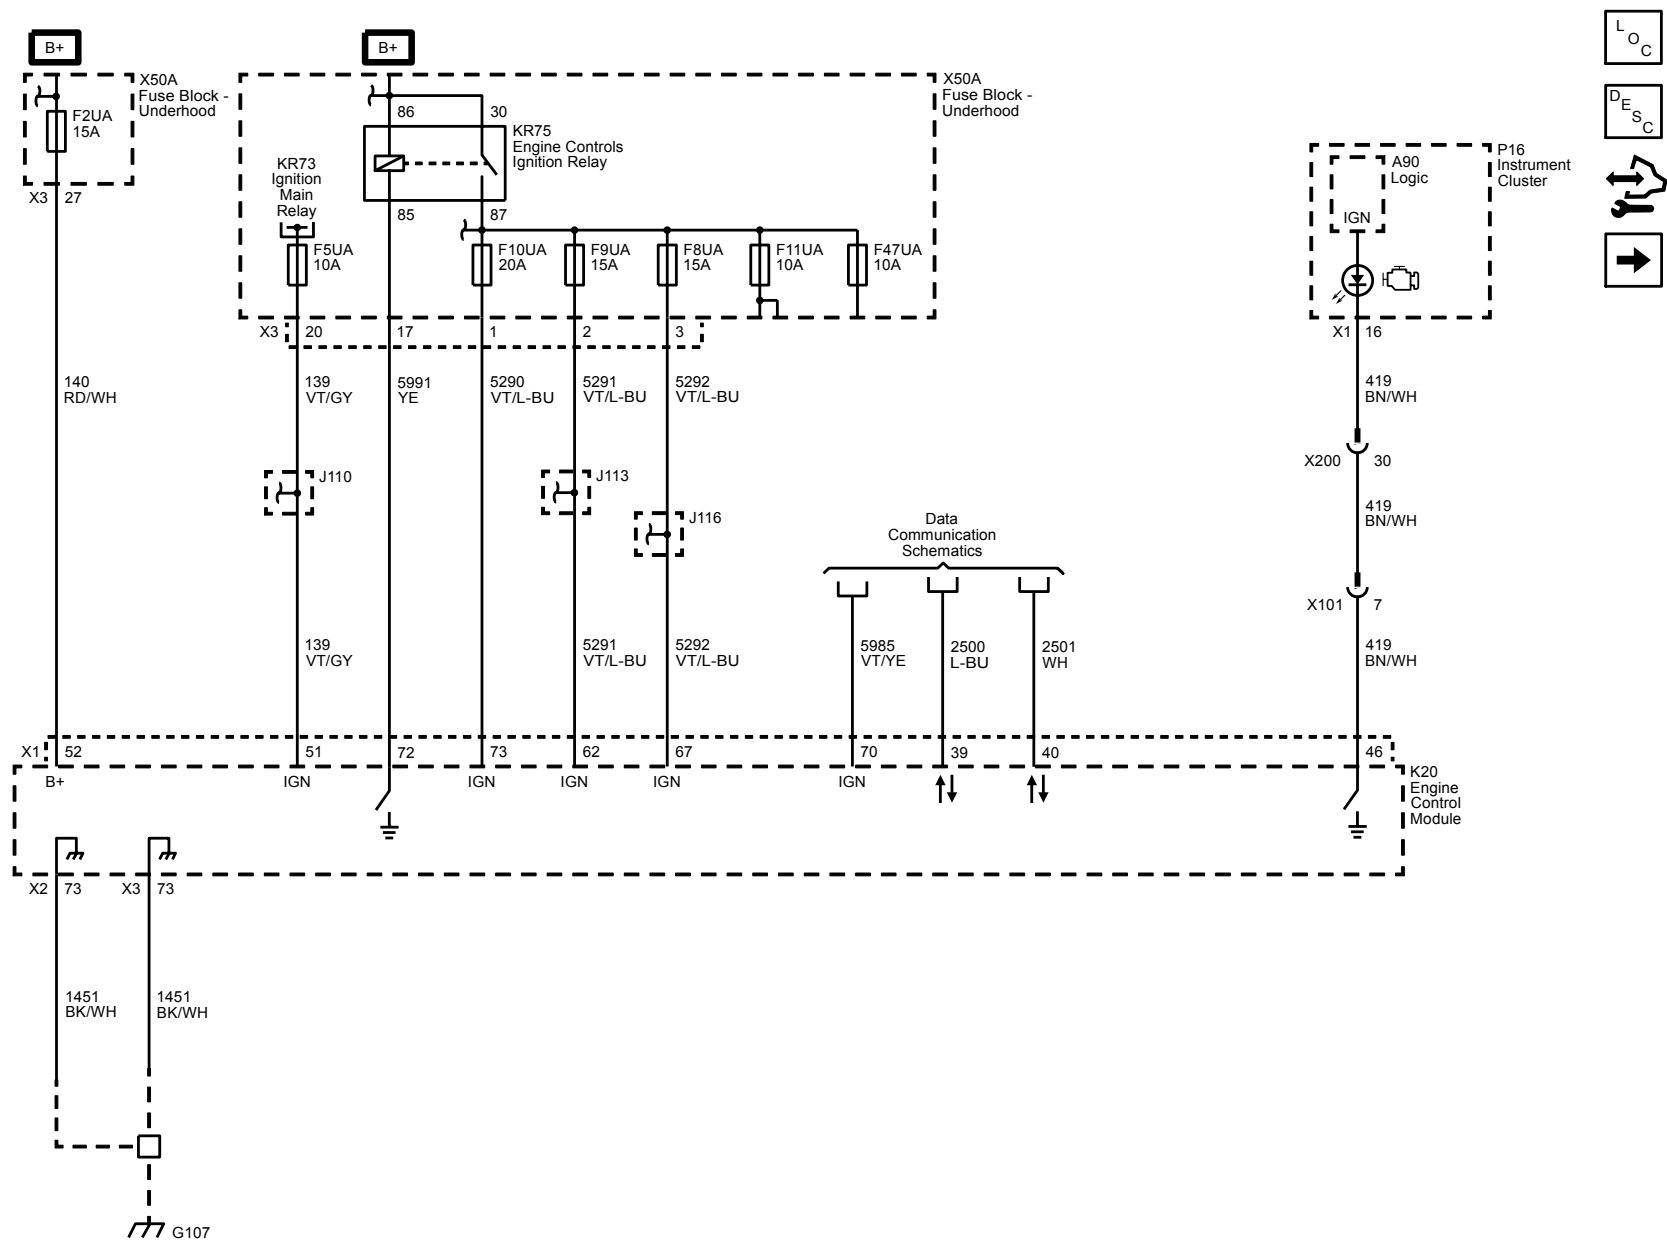 B+
B+
L
O
C
X50A
Fuse Block -
Underhood
X50A
Fuse Block -
Underhood
D
E
S
C
F2UA
15A
86
30
KR75
Engine Controls
Ignition Relay
KR73
Ignition
Main
Relay
P16
Instrument
Cluster
A90
Logic
IGN
X3
27
85
87
F5UA
10A
F10UA
20A
F9UA
15A
F8UA
15A
F11UA
10A
F47UA
10A
X3
20
17
1
2
3
X1
16
140
RD/WH
139
VT/GY
5991
YE
5290
VT/L-BU
5291
VT/L-BU
5292
VT/L-BU
419
BN/WH
X200
30
J110
J113
J116
419
BN/WH
Data
Communication
Schematics
X101
7
139
VT/GY
5291
VT/L-BU
5292
VT/L-BU
5985
VT/YE
2500
L-BU
2501
WH
419
BN/WH
X1
52
51
72
73
62
67
70
39
40
46
B+
IGN
IGN
IGN
IGN
IGN
K20
Engine
Control
Module
X2
73
X3
73
1451
BK/WH
1451
BK/WH
G107